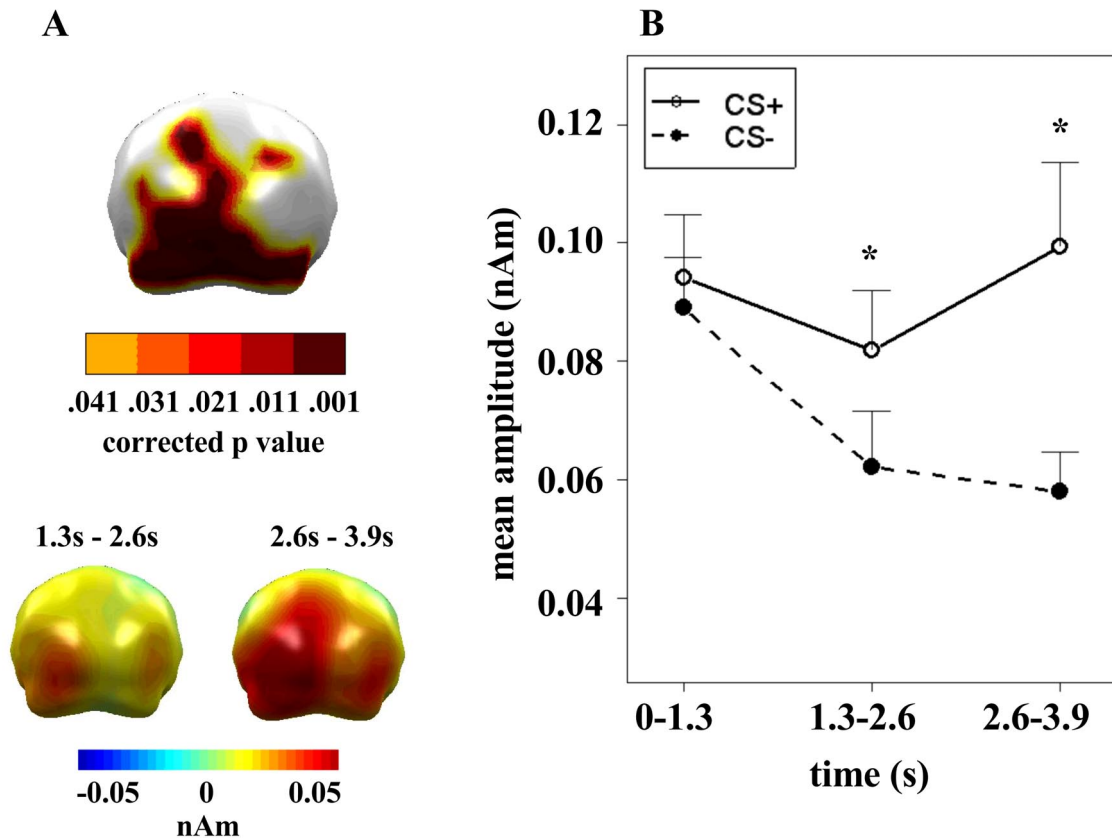 A
.041 .031 .021 .011 .001
corrected p value
1.3s - 2.6s 2.6s - 3.9s
-0.05 0 0.05
nAm
B
CS+
CS-
0.12
0.10
0.08
0.06
0.04
mean amplitude (nAm)
*
*
0-1.3 1.3-2.6 2.6-3.9
time (s)